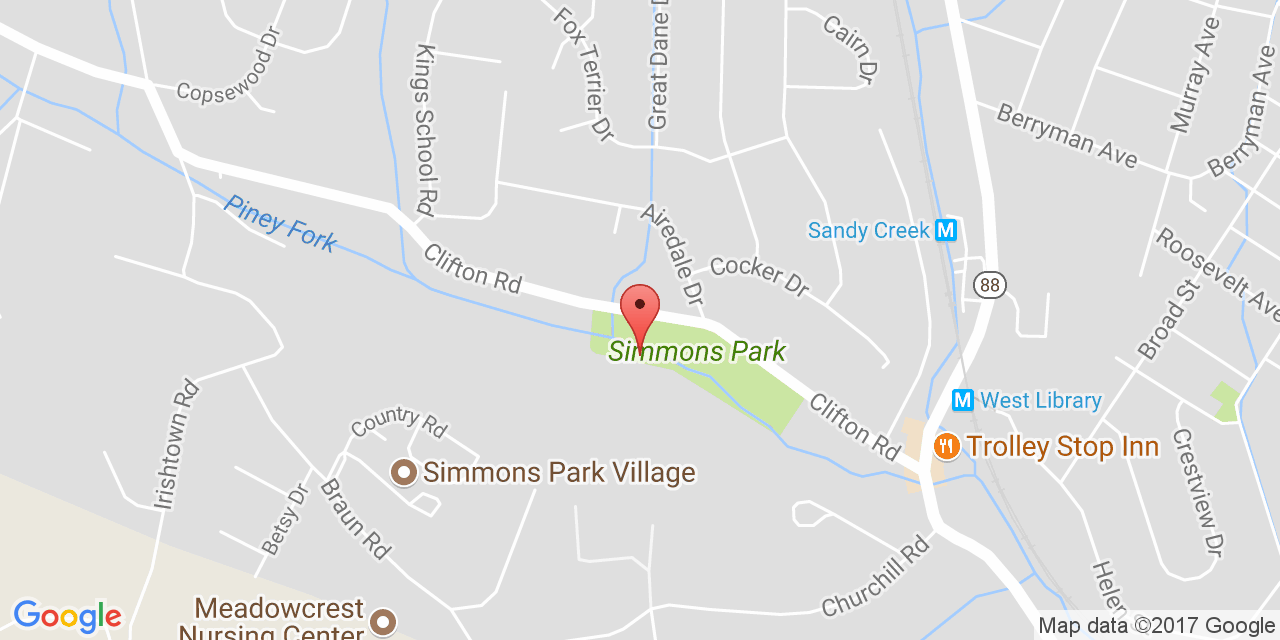 Copsewood Dr
Kings School Rd
Fox Terrier Dr
Great Dane D
Cairn Dr
Murray Ave
Berryman Ave
Berryman Ave
Piney Fork
Airedale Dr
Sandy Creek M
Clifton Rd
Cocker Dr
Roosevelt Ave
88
Broad St
Simmons Park
Irishtown Rd
Country Rd
Clifton Rd
M West Library
Trolley Stop Inn
Simmons Park Village
Crestview Dr
Betsy Dr
Braun Rd
Churchill Rd
Helen
Google
Meadowcrest
Nursing Center
Map data ©2017 Google